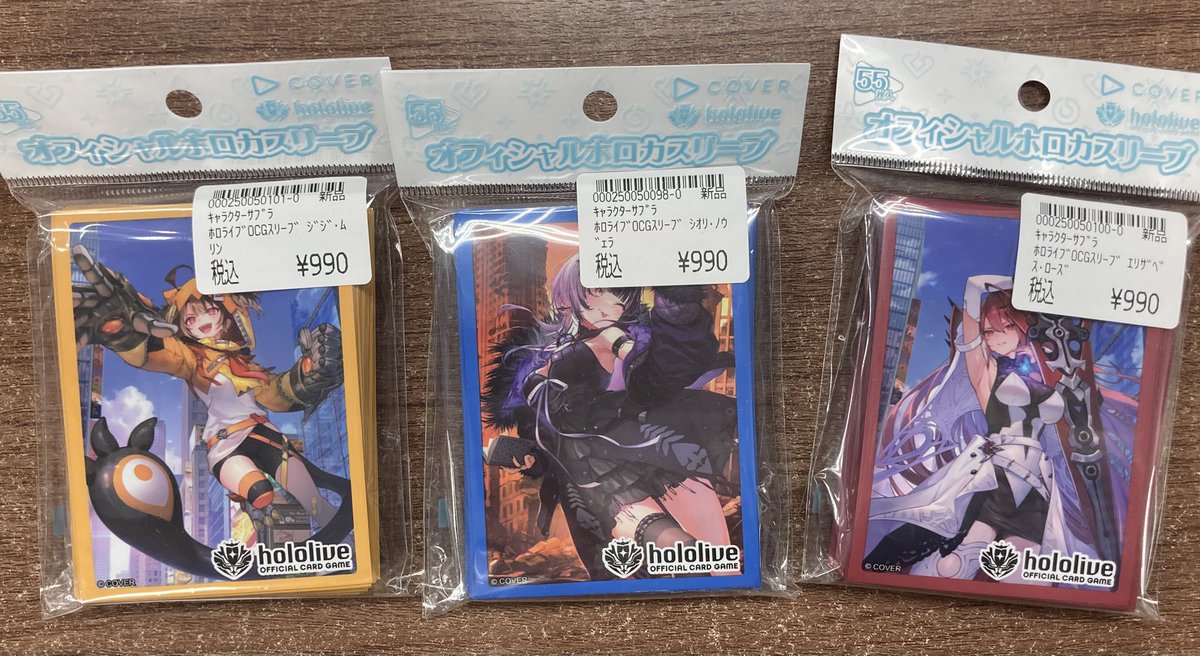 55
COVER
hololive
オフィシャルホロカスリーブ
000250050101-0 新品
キャラクターサプラ
ホロライブOCGスリーブ ジジ・ム
リン
税込 ¥990
© COVER
hololive
OFFICIAL CARD GAME
55
COVER
hololive
オフィシャルホロカスリーブ
000250050098-0 新品
キャラクターサプラ
ホロライブOCGスリーブ シオリ・ノヴ
ェラ
税込 ¥990
© COVER
hololive
OFFICIAL CARD GAME
55枚入
COVER
hololive
オフィシャルホロカスリーブ
000250050100-0 新品
キャラクターサプラ
ホロライブOCGスリーブ エリザベ
ス・ローズ
税込 ¥990
© COVER
hololive
OFFICIAL CARD GAME